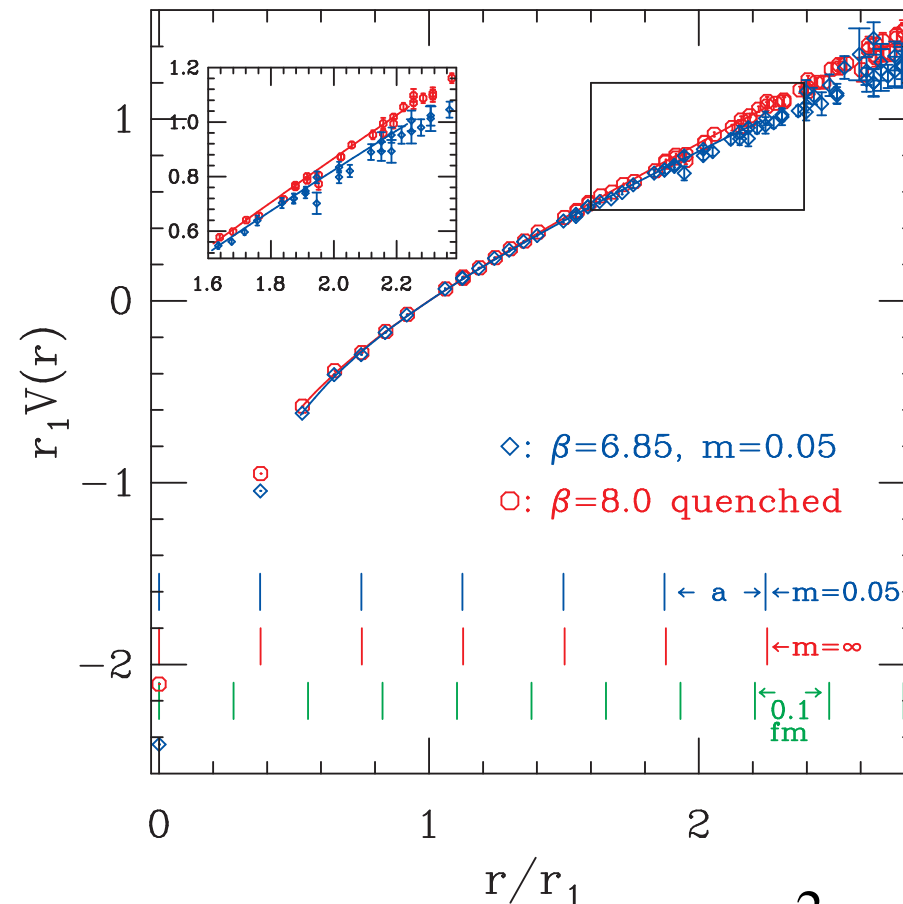 1.2
1.0
0.8
0.6
1.6 1.8 2.0 2.2
1
0
−1
−2
r₁V(r)
◇: β=6.85, m=0.05
○: β=8.0 quenched
← a → ←m=0.05
←m=∞
← →
0.1
fm
0 1 2
r/r₁